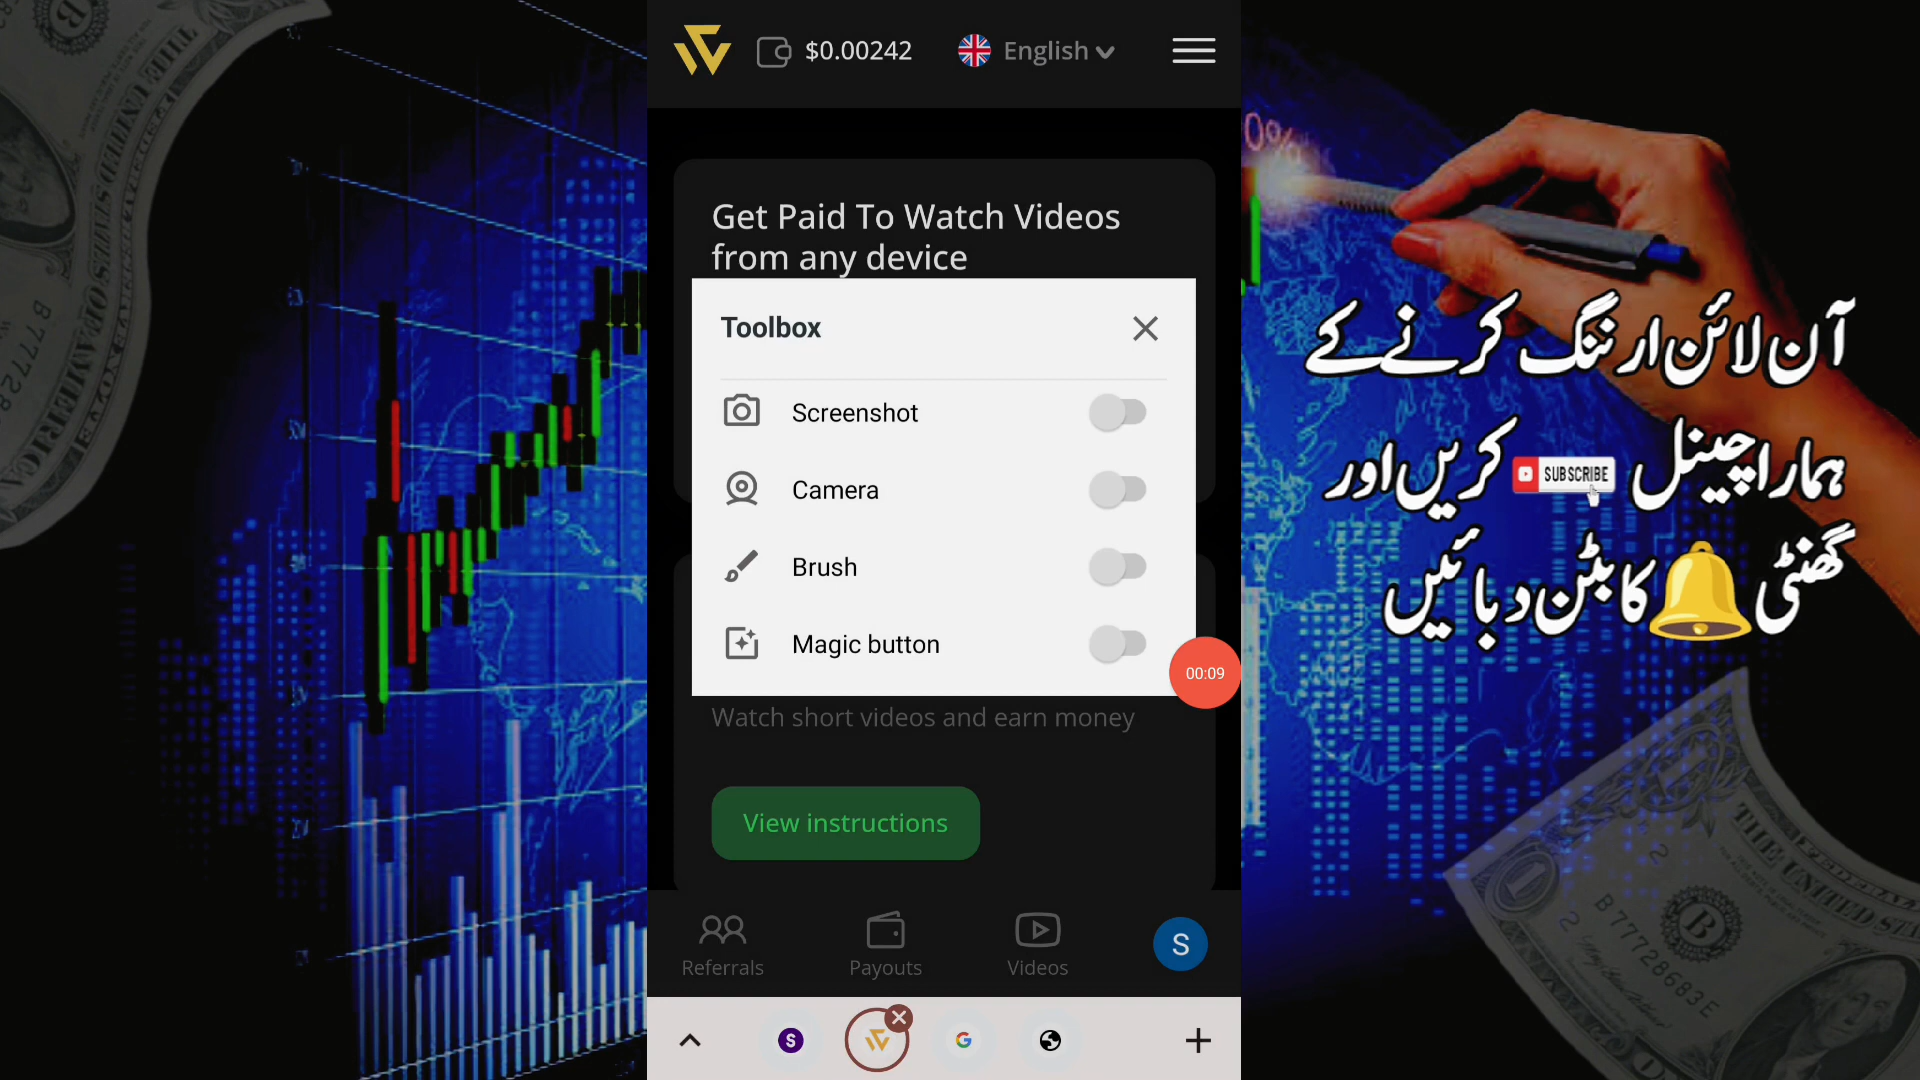 $0.00242
English
0%
Get Paid To Watch Videos
from any device
Toolbox
Screenshot
Camera
Brush
Magic button
00:09
Watch short videos and earn money
View instructions
Referrals
Payouts
Videos
S
آن لائن ارننگ کرنے کے
ہمارا چینل SUBSCRIBE کریں اور
گھنٹی کا بٹن دبائیں
B77728683E